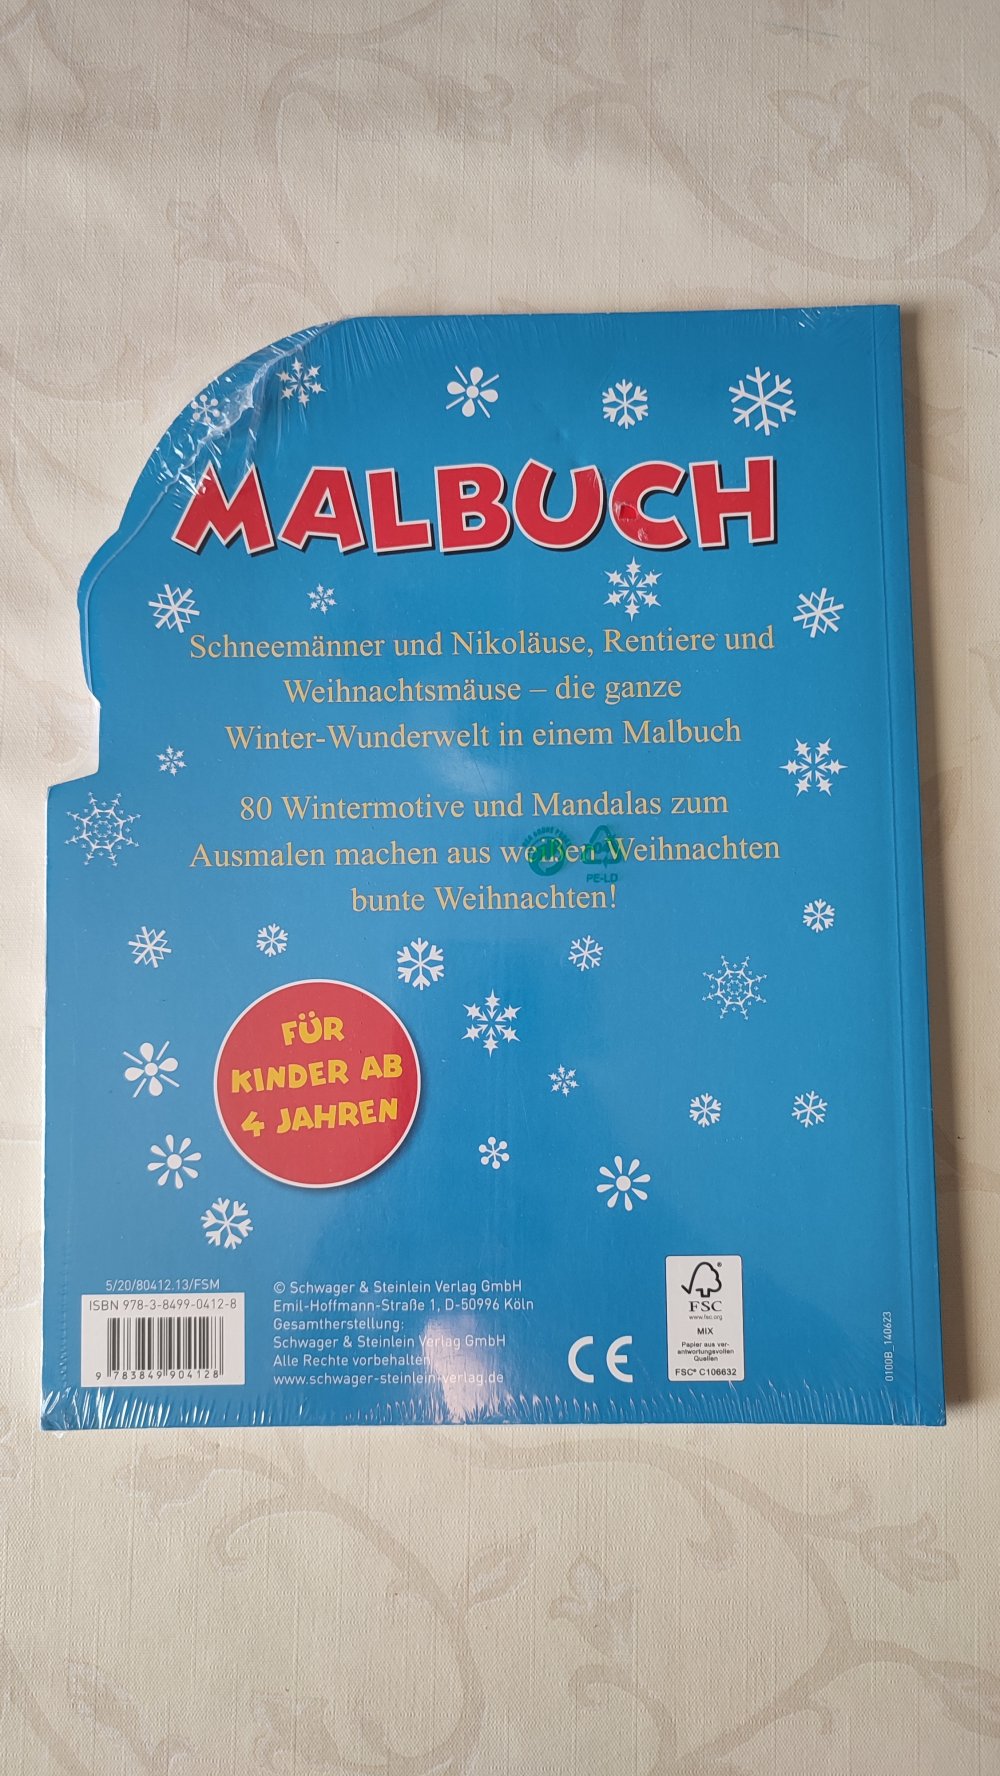 MALBUCH
Schneemänner und Nikoläuse, Rentiere und
Weihnachtsmäuse – die ganze
Winter-Wunderwelt in einem Malbuch
80 Wintermotive und Mandalas zum
Ausmalen machen aus weißen Weihnachten
bunte Weihnachten!
PE-LD
FÜR
KINDER AB
4 JAHREN
5/20/80412.13/FSM
ISBN 978-3-8499-0412-8
9 783849 904128
© Schwager & Steinlein Verlag GmbH
Emil-Hoffmann-Straße 1, D-50996 Köln
Gesamtherstellung:
Schwager & Steinlein Verlag GmbH
Alle Rechte vorbehalten
www.schwager-steinlein-verlag.de
CE
®
FSC
www.fsc.org
MIX
Papier aus ver-
antwortungsvollen
Quellen
FSC® C106632
0100B_140623